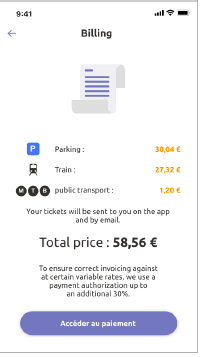 9:41
Billing
P Parking : 30,04 €
Train : 27,32 €
M T B public transport : 1,20 €
Your tickets will be sent to you on the app
and by email.
Total price : 58,56 €
To ensure correct invoicing against
at certain variable rates, we use a
payment authorization up to
an additional 30%.
Accéder au paiement